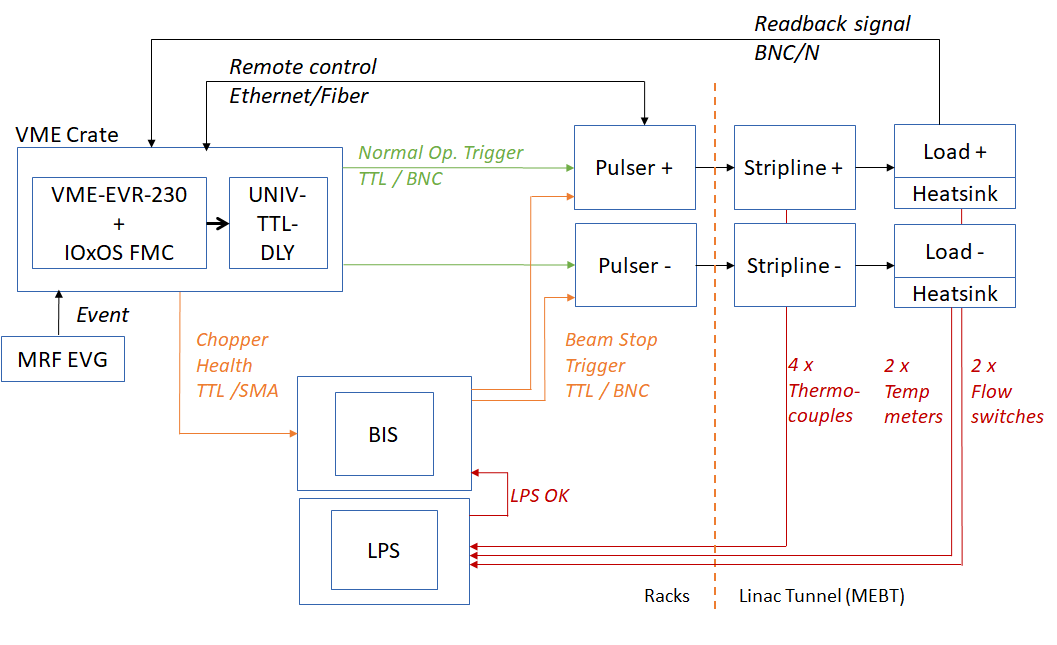 Readback signal
BNC/N
Remote control
Ethernet/Fiber
VME Crate
Normal Op. Trigger
TTL / BNC
VME-EVR-230
+
IOxOS FMC
UNIV-
TTL-
DLY
Pulser +
Stripline +
Load +
Heatsink
Pulser -
Stripline -
Load -
Heatsink
Event
MRF EVG
Chopper
Health
TTL /SMA
Beam Stop
Trigger
TTL / BNC
4 x
Thermo-
couples
2 x
Temp
meters
2 x
Flow
switches
BIS
LPS OK
LPS
Racks
Linac Tunnel (MEBT)